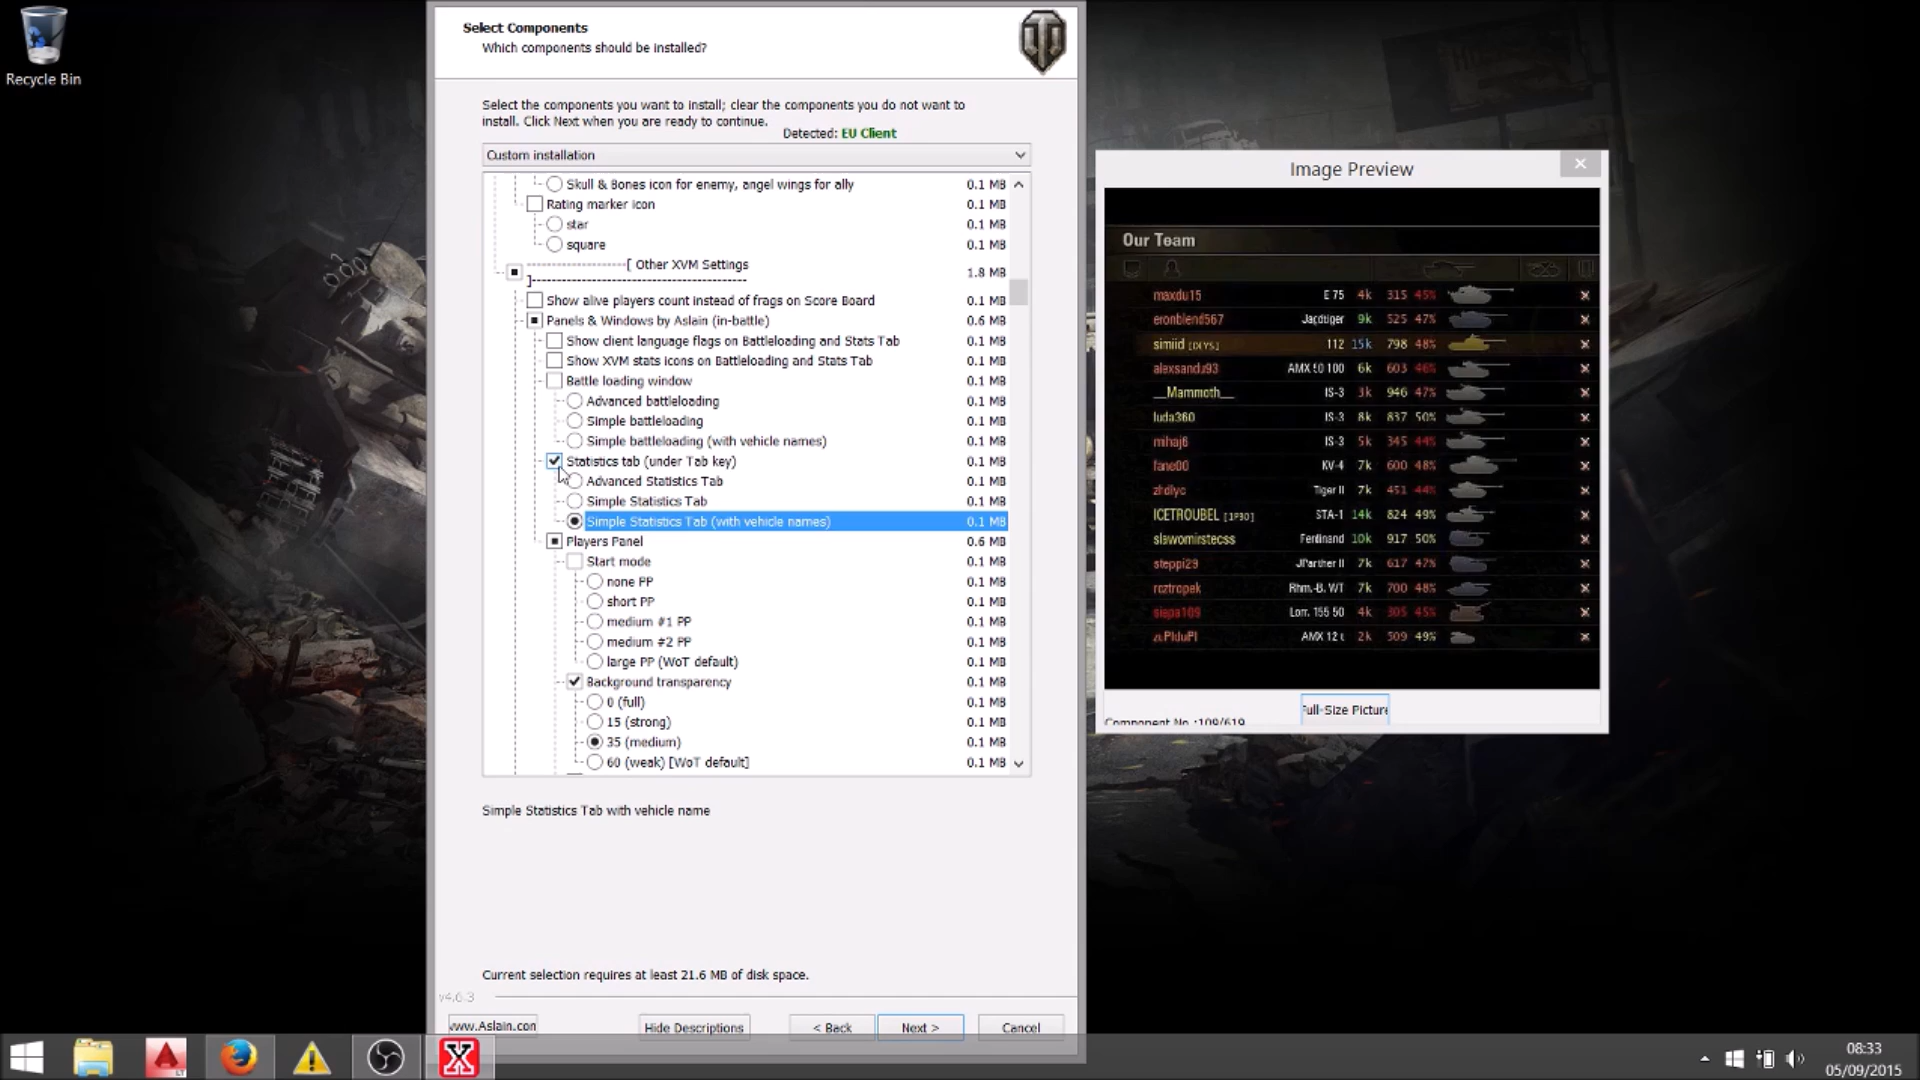 Recycle Bin
Select Components
Which components should be installed?
Select the components you want to install; clear the components you do not want to
install. Click Next when you are ready to continue.
Detected: EU Client
Custom installation
Skull & Bones icon for enemy, angel wings for ally 0.1 MB
Rating marker icon 0.1 MB
star 0.1 MB
square 0.1 MB
--------------------[ Other XVM Settings
]-------------------------------------------- 1.8 MB
Show alive players count instead of frags on Score Board 0.1 MB
Panels & Windows by Aslain (in-battle) 0.6 MB
Show client language flags on Battleloading and Stats Tab 0.1 MB
Show XVM stats icons on Battleloading and Stats Tab 0.1 MB
Battle loading window 0.1 MB
Advanced battleloading 0.1 MB
Simple battleloading 0.1 MB
Simple battleloading (with vehicle names) 0.1 MB
Statistics tab (under Tab key) 0.1 MB
Advanced Statistics Tab 0.1 MB
Simple Statistics Tab 0.1 MB
Simple Statistics Tab (with vehicle names) 0.1 MB
Players Panel 0.6 MB
Start mode 0.1 MB
none PP 0.1 MB
short PP 0.1 MB
medium #1 PP 0.1 MB
medium #2 PP 0.1 MB
large PP (WoT default) 0.1 MB
Background transparency 0.1 MB
0 (full) 0.1 MB
15 (strong) 0.1 MB
35 (medium) 0.1 MB
60 (weak) [WoT default] 0.1 MB
Simple Statistics Tab with vehicle name
Current selection requires at least 21.6 MB of disk space.
v4.6.3
www.Aslain.com
Hide Descriptions
< Back
Next >
Cancel
Image Preview
Our Team
maxdu15 E 75 4k 315 45%
eronblend567 Jagdtiger 9k 525 47%
simiid [DEYS] 112 15k 798 48%
alexsandz93 AMX 50 100 6k 603 46%
__Mammoth__ IS-3 3k 946 47%
luda360 IS-3 8k 837 50%
mihaj6 IS-3 5k 345 44%
fane00 KV-4 7k 600 48%
zhdlyc Tiger II 7k 451 44%
ICETROUBEL [1P30] STA-1 14k 824 49%
slawomirstecss Ferdinand 10k 917 50%
steppi29 JPanther II 7k 617 47%
rcztropek Rhm.-B. WT 7k 700 48%
siepa109 Lorr. 155 50 4k 305 45%
AMX 12 t 2k 509 49%
Full-Size Picture
Component No.:109/619
08:33
05/09/2015